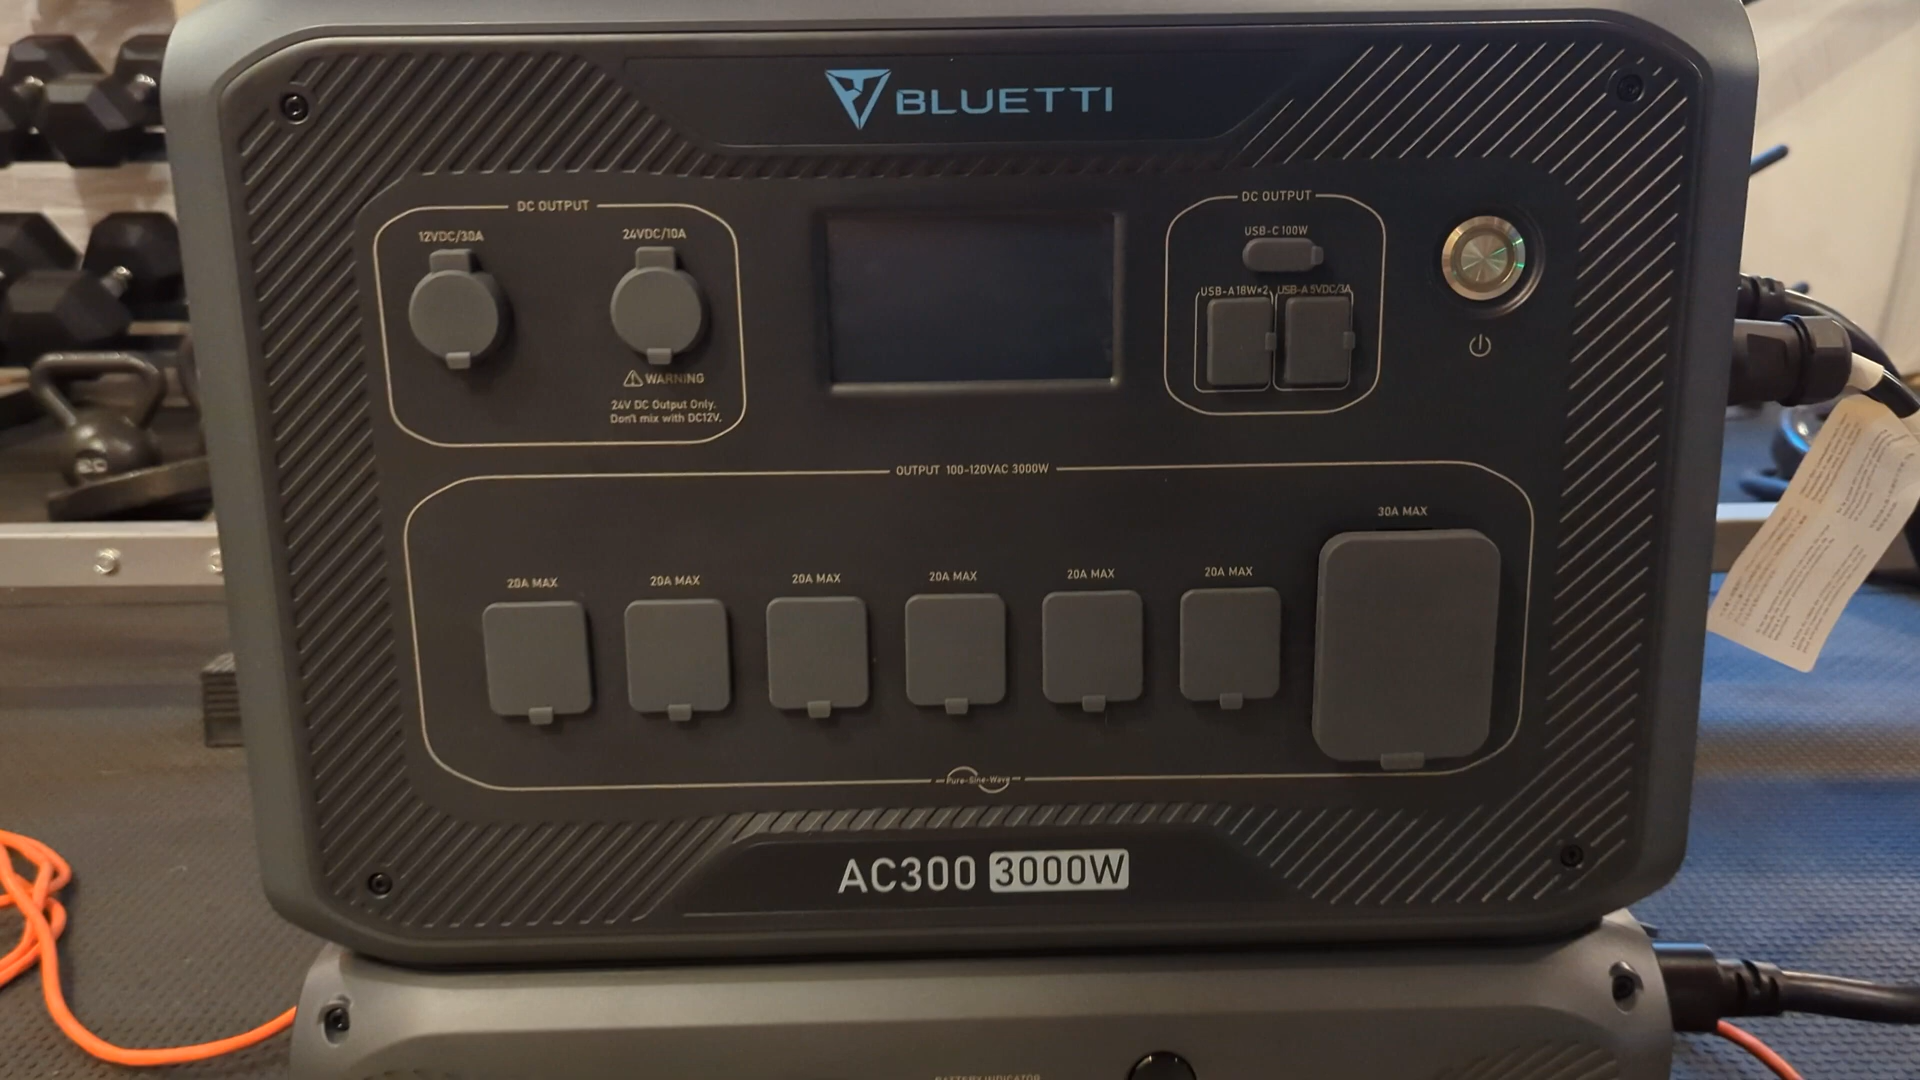 BLUETTI
DC OUTPUT
12VDC/30A
24VDC/10A
WARNING
24V DC Output Only.
Don't mix with DC12V.
DC OUTPUT
USB-C 100W
USB-A 18W*2
USB-A 5VDC/3A
OUTPUT 100-120VAC 3000W
30A MAX
20A MAX
20A MAX
20A MAX
20A MAX
20A MAX
20A MAX
Pure-Sine-Wave
AC300 3000W
BATTERY INDICATOR